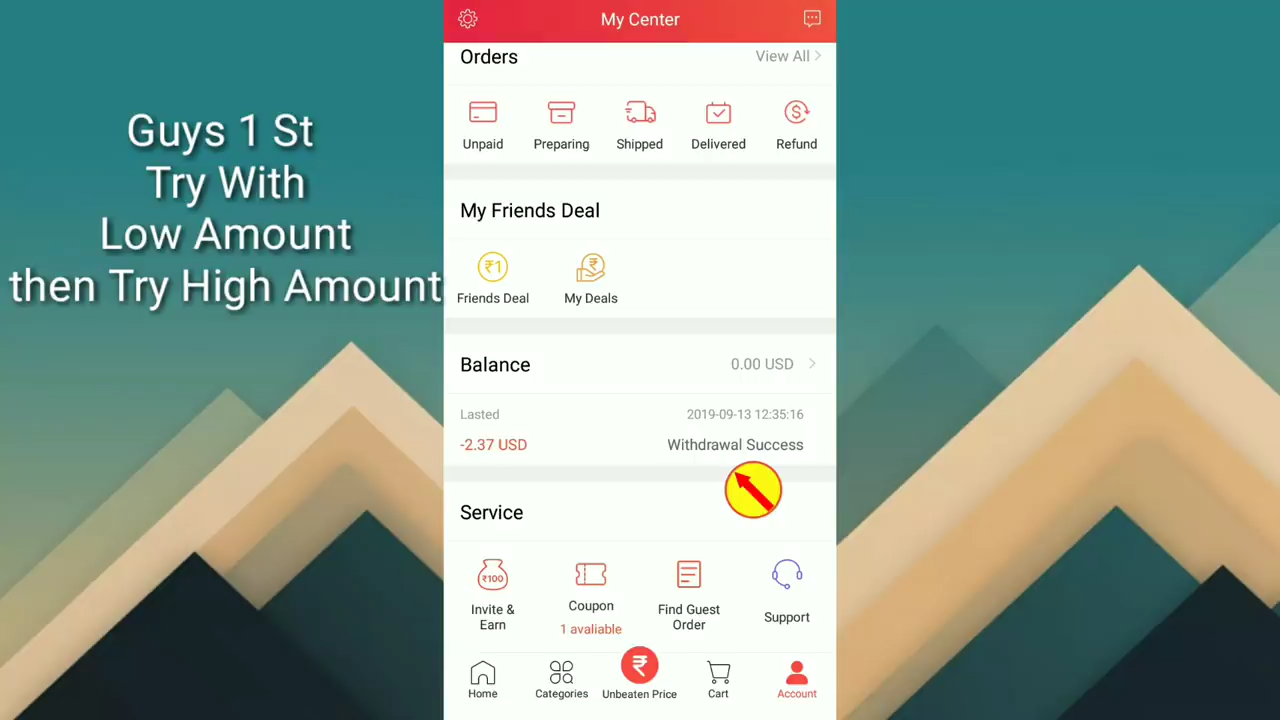 Guys 1 St
Try With
Low Amount
then Try High Amount
My Center
Orders
View All
Unpaid
Preparing
Shipped
Delivered
Refund
My Friends Deal
₹1
Friends Deal
My Deals
Balance
0.00 USD
Lasted
2019-09-13 12:35:16
-2.37 USD
Withdrawal Success
Service
₹100
Invite &
Earn
Coupon
1 avaliable
Find Guest
Order
Support
Home
Categories
Unbeaten Price
Cart
Account